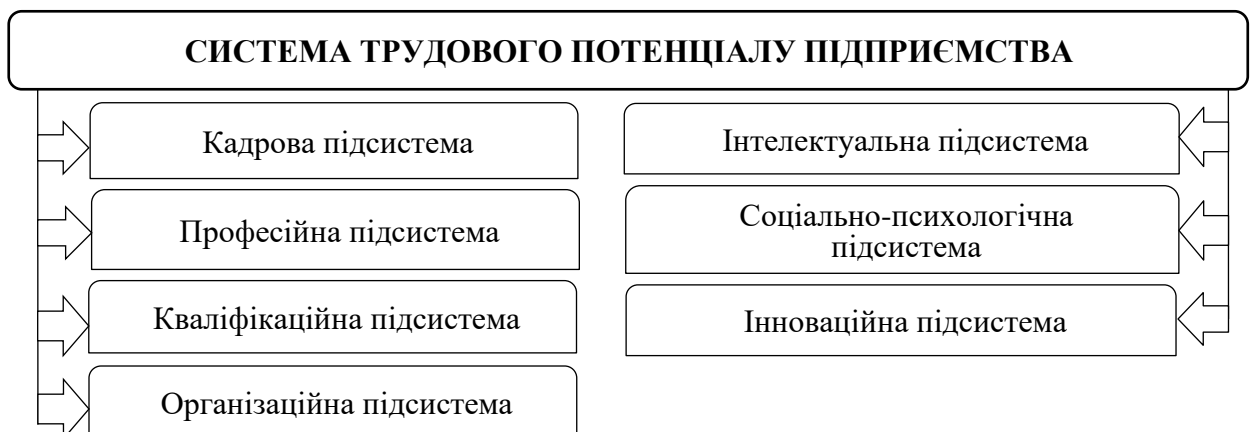 СИСТЕМА ТРУДОВОГО ПОТЕНЦІАЛУ ПІДПРИЄМСТВА
Кадрова підсистема
Професійна підсистема
Кваліфікаційна підсистема
Організаційна підсистема
Інтелектуальна підсистема
Соціально-психологічна
підсистема
Інноваційна підсистема